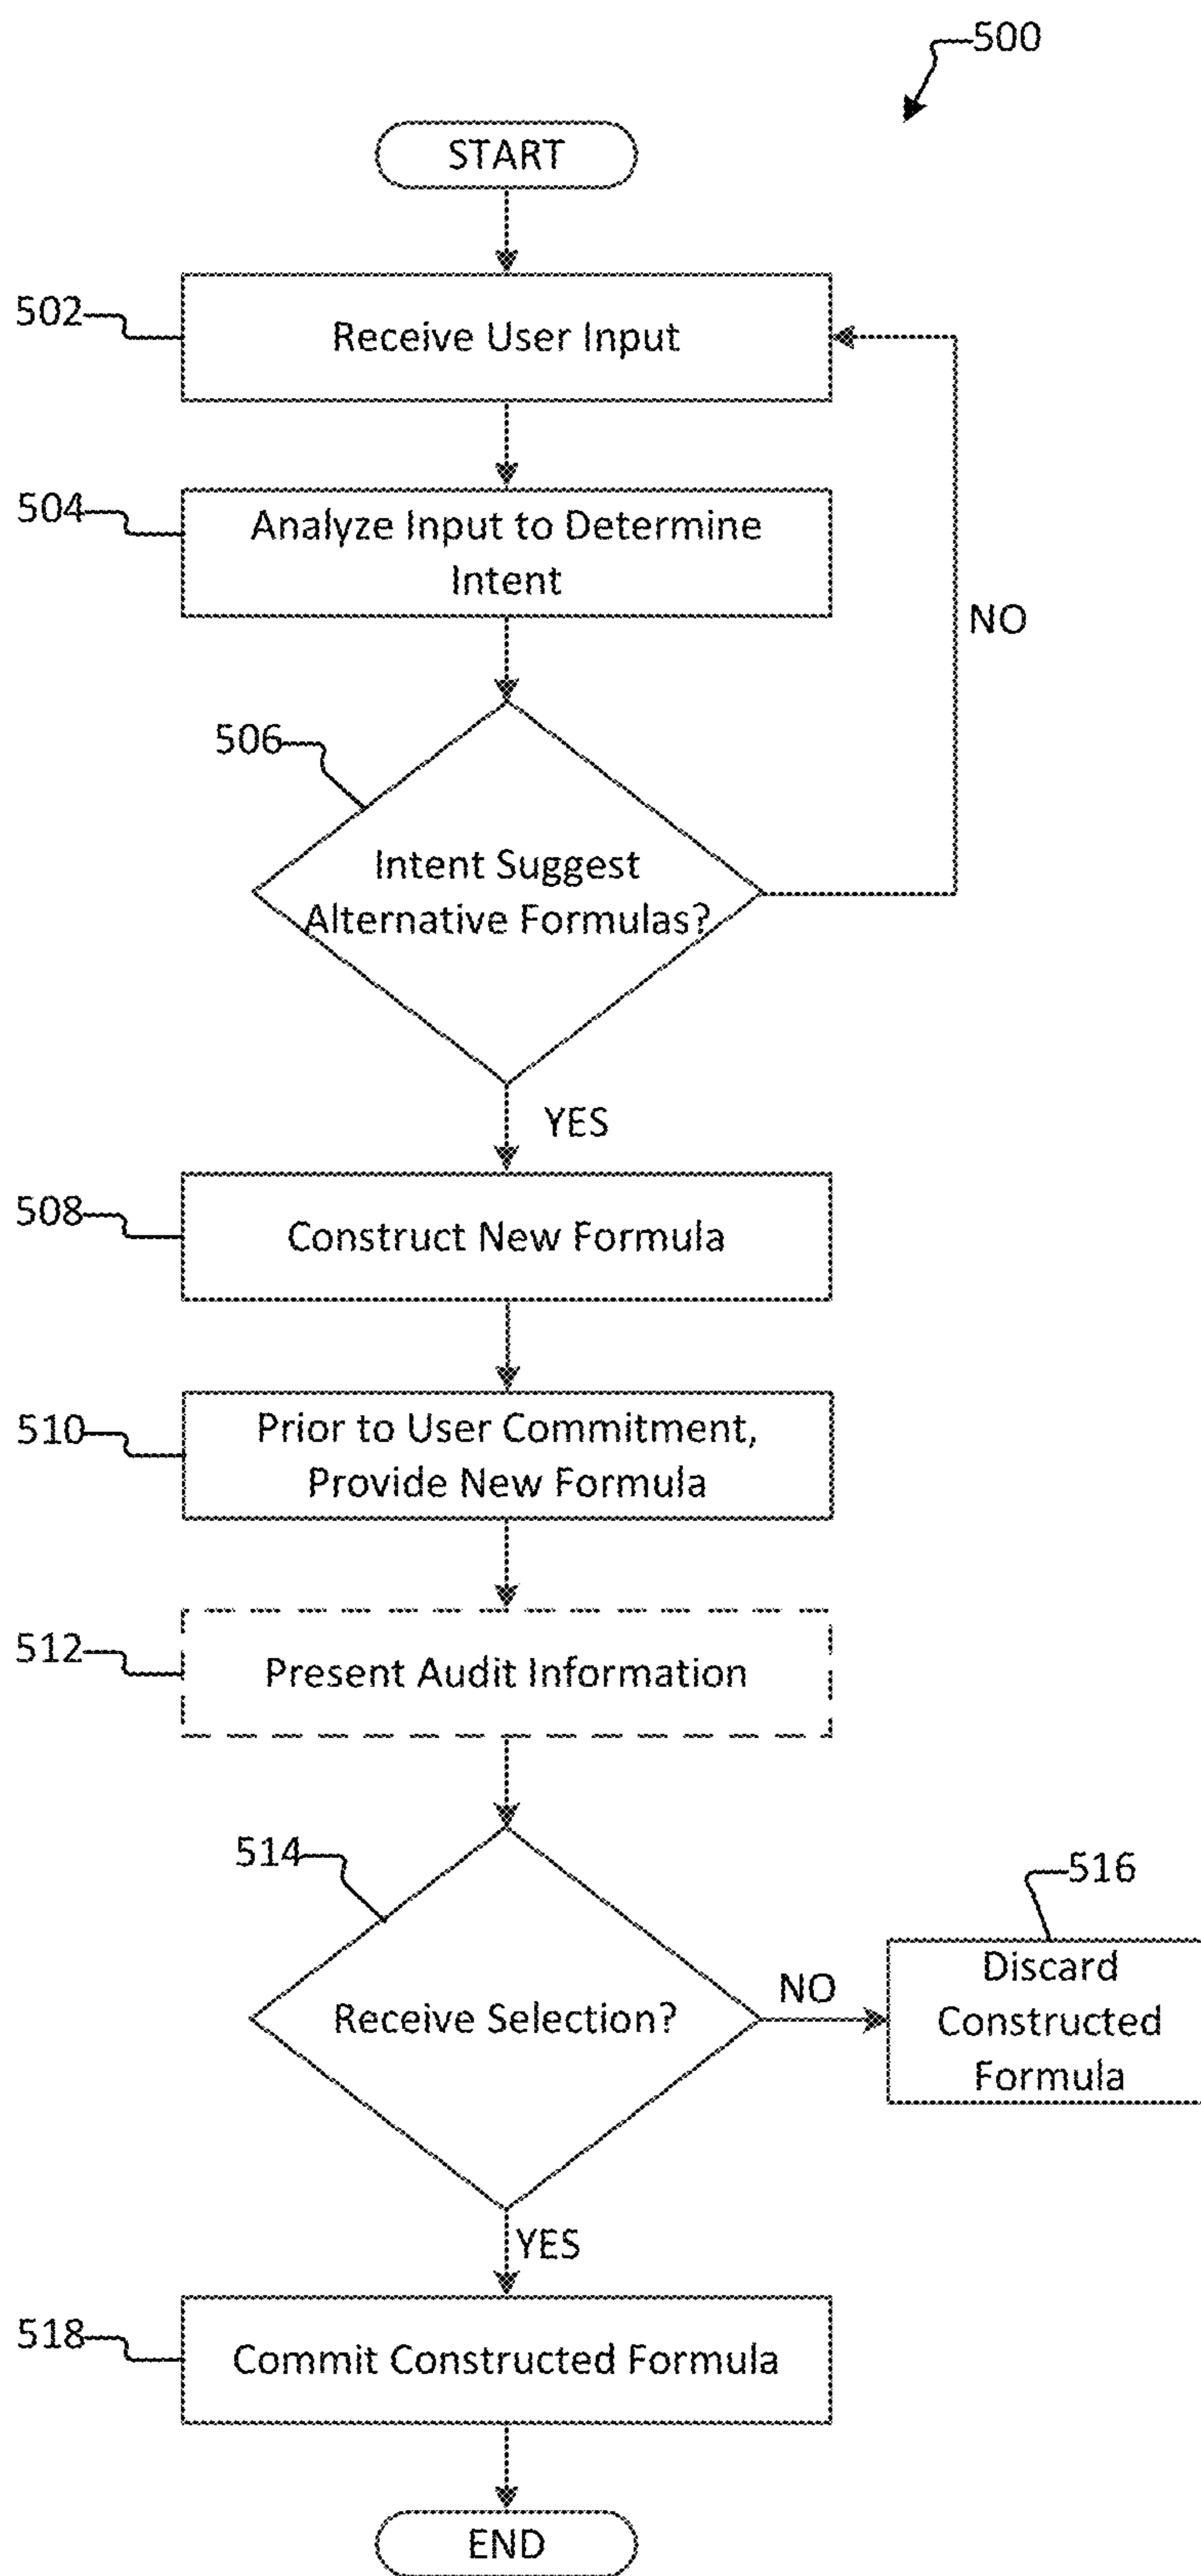 500
START
502
Receive User Input
504
Analyze Input to Determine
Intent
NO
506
Intent Suggest
Alternative Formulas?
YES
508
Construct New Formula
510
Prior to User Commitment,
Provide New Formula
512
Present Audit Information
514
516
Receive Selection?
NO
Discard
Constructed
Formula
YES
518
Commit Constructed Formula
END